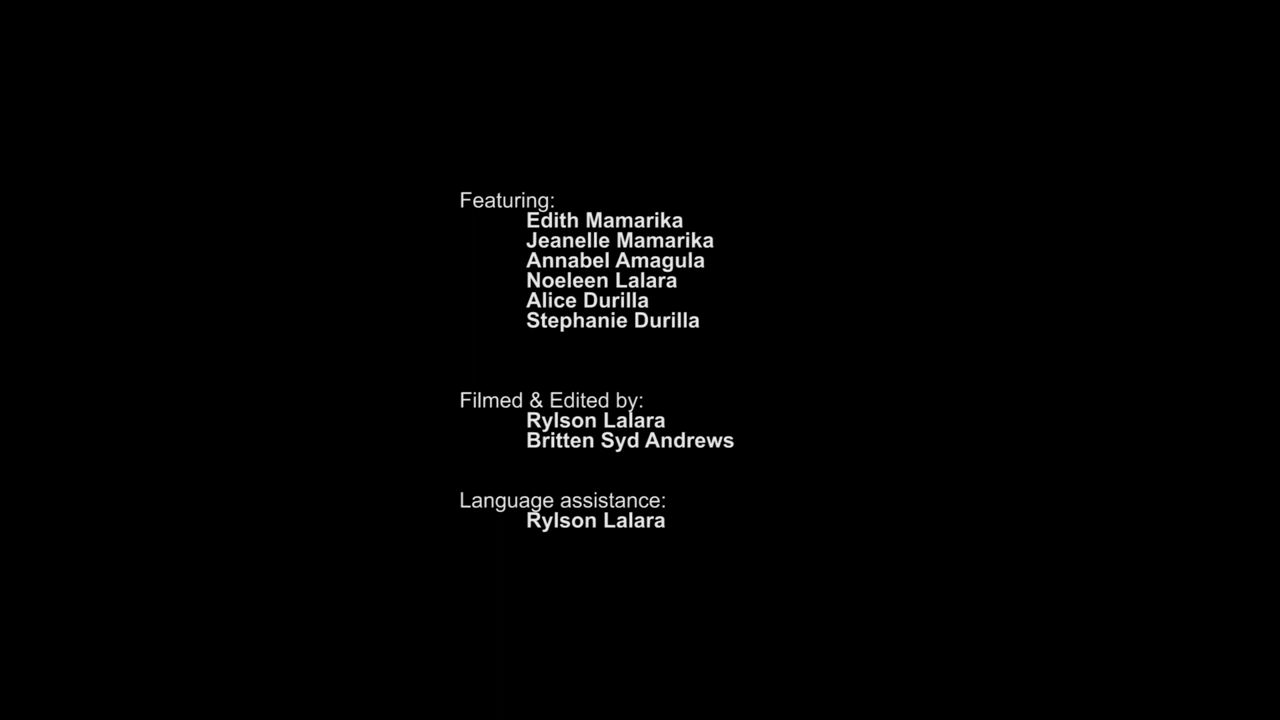 Featuring:
Edith Mamarika
Jeanelle Mamarika
Annabel Amagula
Noeleen Lalara
Alice Durilla
Stephanie Durilla
Filmed & Edited by:
Rylson Lalara
Britten Syd Andrews
Language assistance:
Rylson Lalara